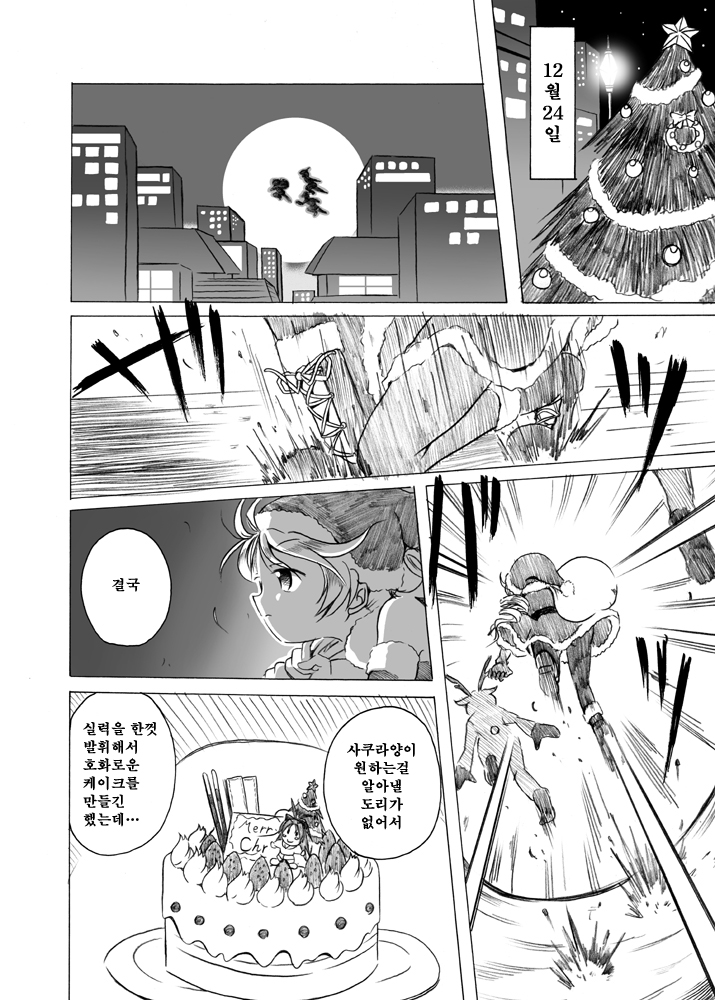 12
월
24
일
결국
사쿠라양이
원하는걸
알아낼
도리가
없어서
실력을 한껏
발휘해서
호화로운
케이크를
만들긴
했는데…
Merry
Chr